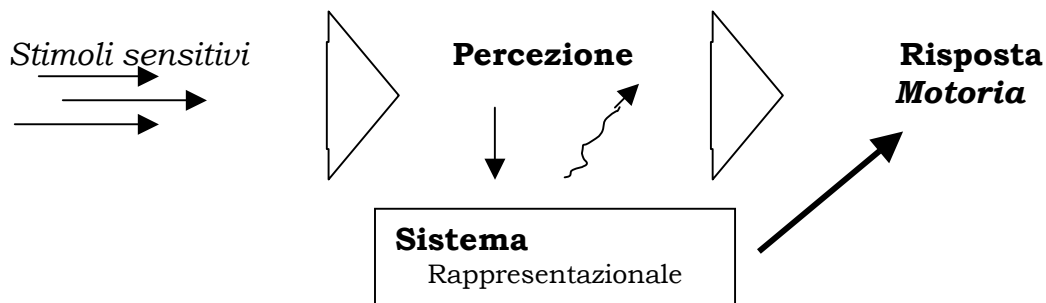 Stimoli sensitivi
Percezione
Risposta
Motoria
Sistema
Rappresentazionale